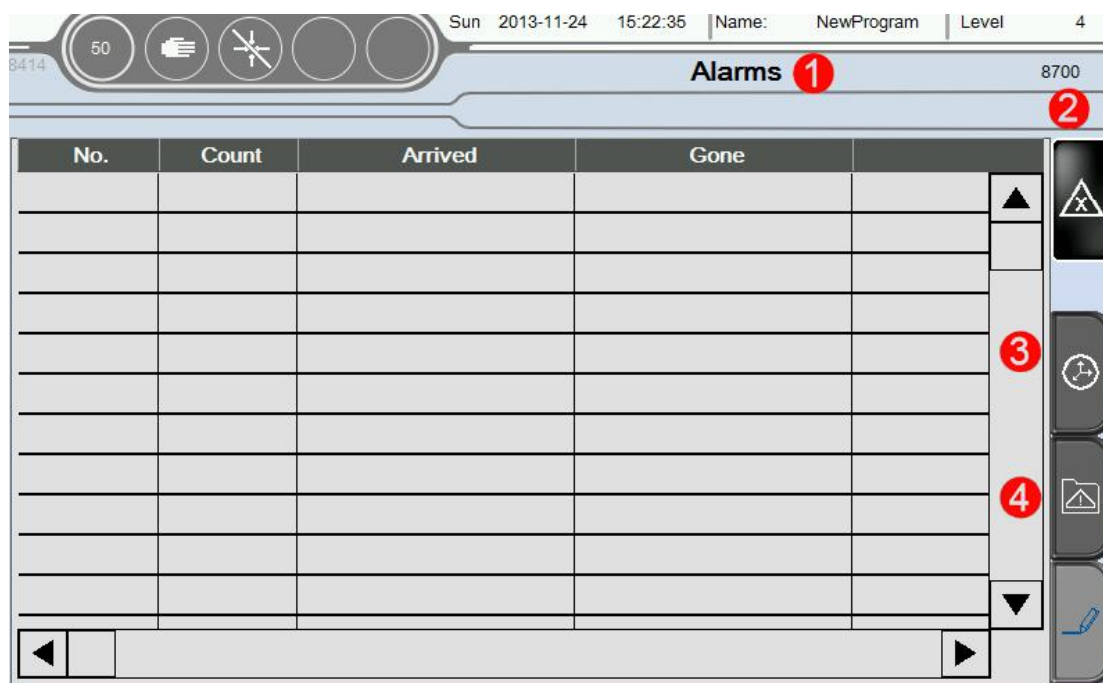 Sun 2013-11-24 15:22:35 Name: NewProgram Level 4
50
8414
Alarms 1
8700
2
No. Count Arrived Gone
X
3
4